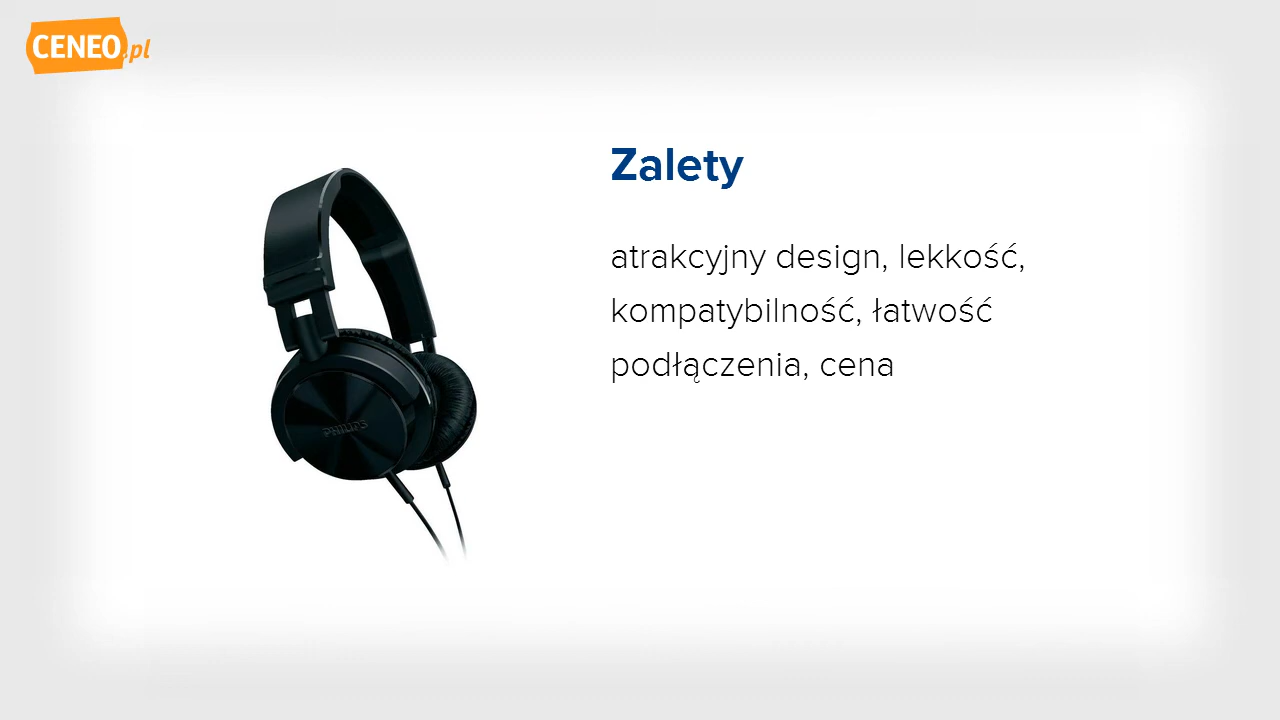 CENEO.pl
Zalety
atrakcyjny design, lekkość,
kompatybilność, łatwość
podłączenia, cena
PHILIPS